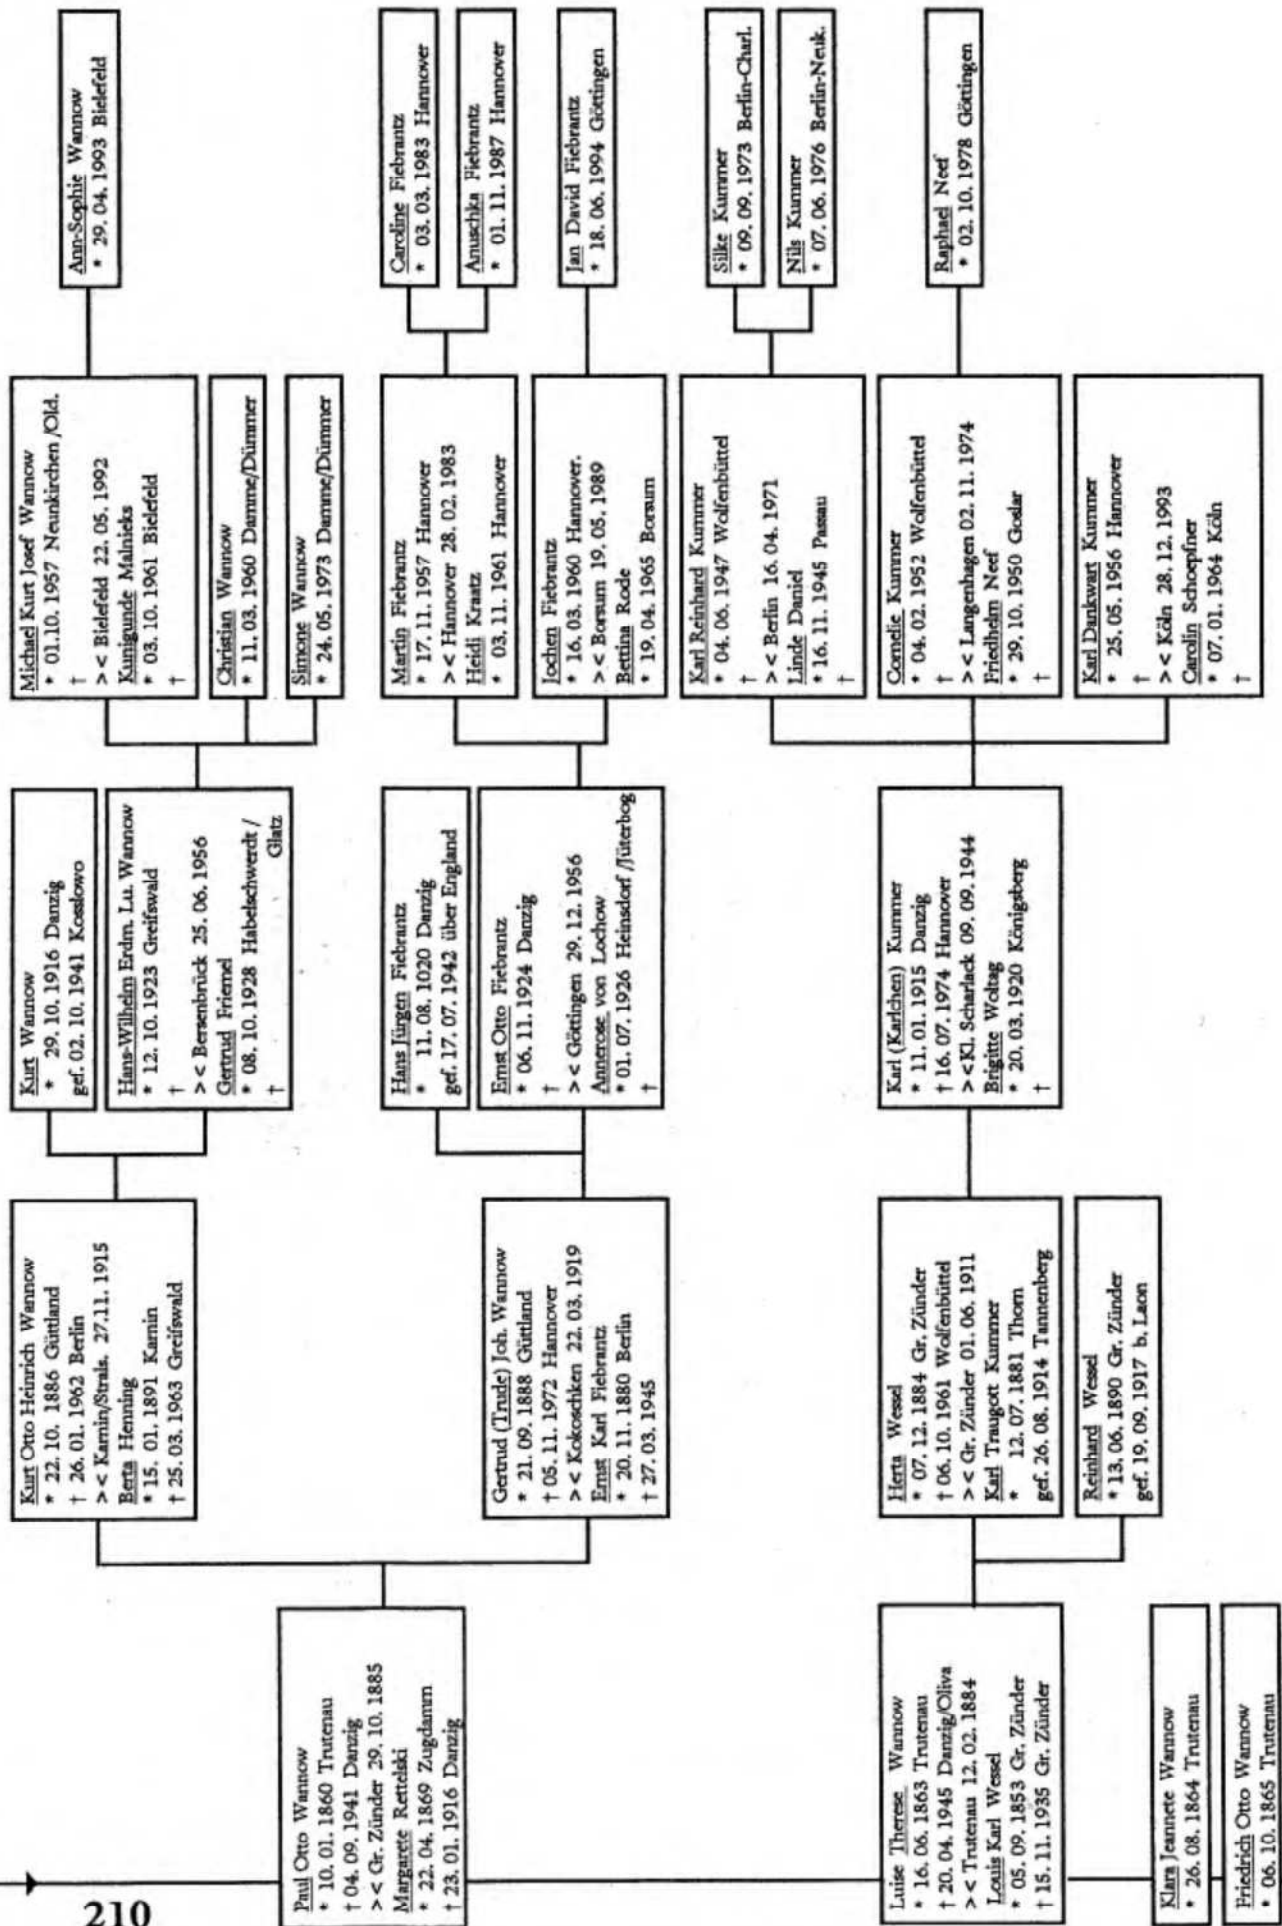 210
Paul Otto Wannow
* 10. 01. 1860 Trutenau
† 04. 09. 1941 Danzig
> < Gr. Zünder 29. 10. 1885
Margarete Rettelski
* 22. 04. 1869 Zugdamm
† 23. 01. 1916 Danzig
Luise Therese Wannow
* 16. 06. 1863 Trutenau
† 20. 04. 1945 Danzig/Oliva
> < Trutenau 12. 02. 1884
Louis Karl Wessel
* 05. 09. 1853 Gr. Zünder
† 15. 11. 1935 Gr. Zünder
Klara Jeannete Wannow
* 26. 08. 1864 Trutenau
Friedrich Otto Wannow
* 06. 10. 1865 Trutenau
Kurt Otto Heinrich Wannow
* 22. 10. 1886 Güttland
† 26. 01. 1962 Berlin
> < Karnin/Strals. 27.11. 1915
Berta Henning
* 15. 01. 1891 Karnin
† 25. 03. 1963 Greifswald
Gertrud (Trude) Joh. Wannow
* 21. 09. 1888 Güttland
† 05. 11. 1972 Hannover
> < Kokoschken 22. 03. 1919
Ernst Karl Fiebrantz
* 20. 11. 1880 Berlin
† 27. 03. 1945
Herta Wessel
* 07. 12. 1884 Gr. Zünder
† 06. 10. 1961 Wolfenbüttel
> < Gr. Zünder 01. 06. 1911
Karl Traugott Kummer
* 12. 07. 1881 Thorn
gef. 26. 08. 1914 Tannenberg
Reinhard Wessel
* 13. 06. 1890 Gr. Zünder
gef. 19. 09. 1917 b. Laon
Kurt Wannow
* 29. 10. 1916 Danzig
gef. 02. 10. 1941 Kosslowo
Hans-Wilhelm Erdm. Lu. Wannow
* 12. 10. 1923 Greifswald
†
> < Bersenbrück 25. 06. 1956
Gertrud Friemel
* 08. 10. 1928 Habelschwerdt /
† Glatz
Hans Jürgen Fiebrantz
* 11. 08. 1020 Danzig
gef. 17. 07. 1942 über England
Ernst Otto Fiebrantz
* 06. 11. 1924 Danzig
†
> < Göttingen 29. 12. 1956
Annerose von Lochow
* 01. 07. 1926 Heinsdorf /Jüterbog
†
Karl (Karlchen) Kummer
* 11. 01. 1915 Danzig
† 16. 07. 1974 Hannover
> < Kl. Scharlack 09. 09. 1944
Brigitte Woltag
* 20. 03. 1920 Königsberg
†
Michael Kurt Josef Wannow
* 01. 10. 1957 Neunkirchen /Old.
†
> < Bielefeld 22. 05. 1992
Kunigunde Malnieks
* 03. 10. 1961 Bielefeld
†
Christian Wannow
* 11. 03. 1960 Damme/Dümmer
Simone Wannow
* 24. 05. 1973 Damme/Dümmer
Martin Fiebrantz
* 17. 11. 1957 Hannover
> < Hannover 28. 02. 1983
Heidi Kraatz
* 03. 11. 1961 Hannover
Jochen Fiebrantz
* 16. 03. 1960 Hannover.
> < Borsum 19. 05. 1989
Bettina Rode
* 19. 04. 1965 Borsum
Karl Reinhard Kummer
* 04. 06. 1947 Wolfenbüttel
†
> < Berlin 16. 04. 1971
Linde Daniel
* 16. 11. 1945 Passau
†
Cornelie Kummer
* 04. 02. 1952 Wolfenbüttel
†
> < Langenhagen 02. 11. 1974
Friedhelm Neef
* 29. 10. 1950 Goslar
†
Karl Dankwart Kummer
* 25. 05. 1956 Hannover
†
> < Köln 28. 12. 1993
Carolin Schoepfner
* 07. 01. 1964 Köln
†
Ann-Sophie Wannow
* 29. 04. 1993 Bielefeld
Caroline Fiebrantz
* 03. 03. 1983 Hannover
Anuschka Fiebrantz
* 01. 11. 1987 Hannover
Jan David Fiebrantz
* 18. 06. 1994 Göttingen
Silke Kummer
* 09. 09. 1973 Berlin-Charl.
Nils Kummer
* 07. 06. 1976 Berlin-Neuk.
Raphael Neef
* 02. 10. 1978 Göttingen